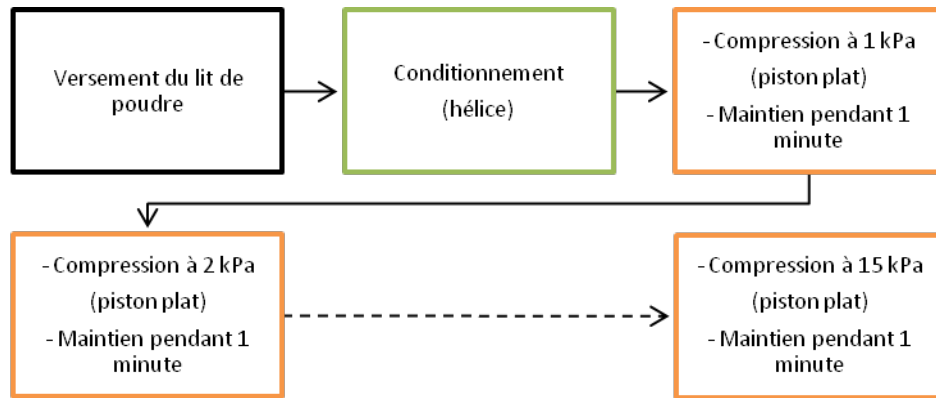 Versement du lit de
poudre
Conditionnement
(hélice)
- Compression à 1 kPa
(piston plat)
- Maintien pendant 1
minute
- Compression à 2 kPa
(piston plat)
- Maintien pendant 1
minute
- Compression à 15 kPa
(piston plat)
- Maintien pendant 1
minute